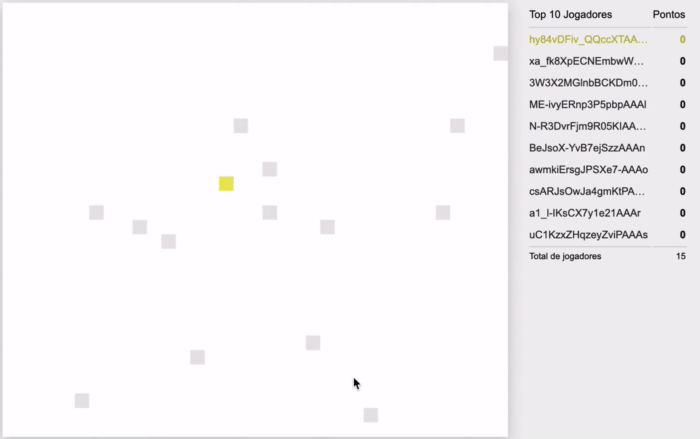 Top 10 Jogadores Pontos
hy84vDFiv_QQccXTAA... 0
xa_fk8XpECNEmbwW... 0
3W3X2MGlnbBCKDm0... 0
ME-ivyERnp3P5pbpAAAl 0
N-R3DvrFjm9R05KIAA... 0
BeJsoX-YvB7ejSzzAAAn 0
awmkiErsgJPSXe7-AAAo 0
csARJsOwJa4gmKtPA... 0
a1_l-IKsCX7y1e21AAAr 0
uC1KzxZHqzeyZviPAAAs 0
Total de jogadores 15